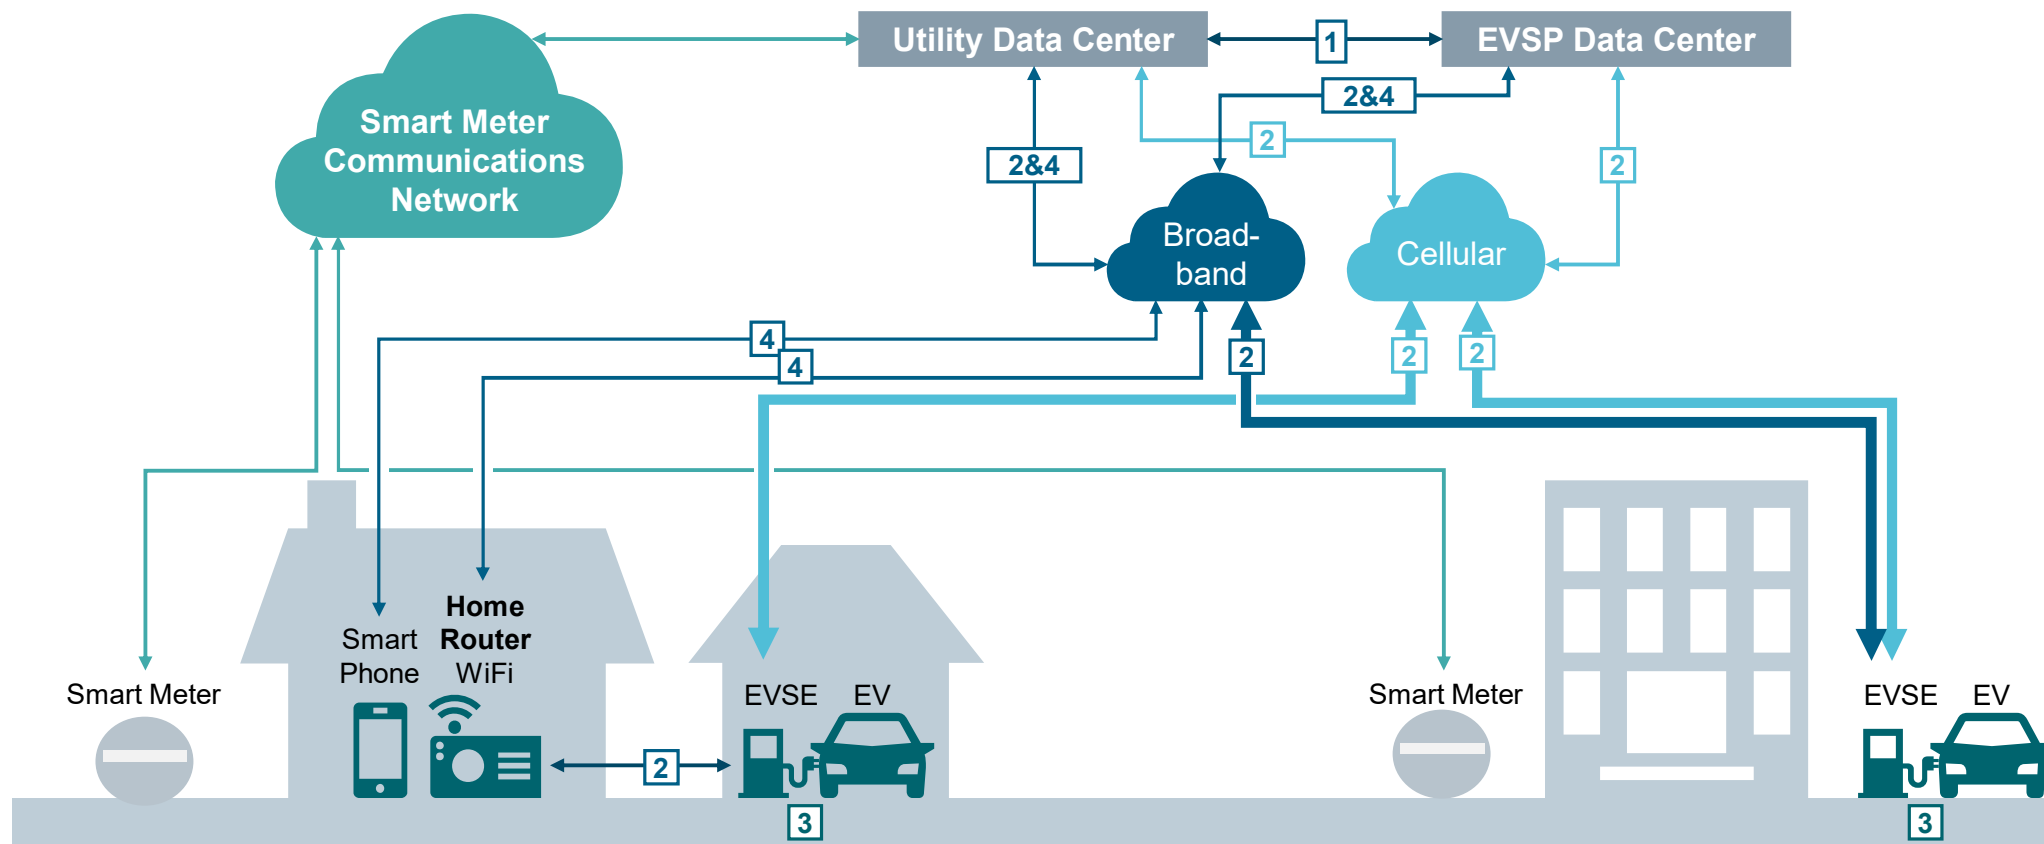 Utility Data Center
1
EVSP Data Center
2&4
Smart Meter
Communications
Network
2&4
2
2
Broad-
band
Cellular
4
4
2
2
2
Home
Router
WiFi
Smart
Phone
Smart Meter
EVSE
EV
Smart Meter
EVSE
EV
2
3
3